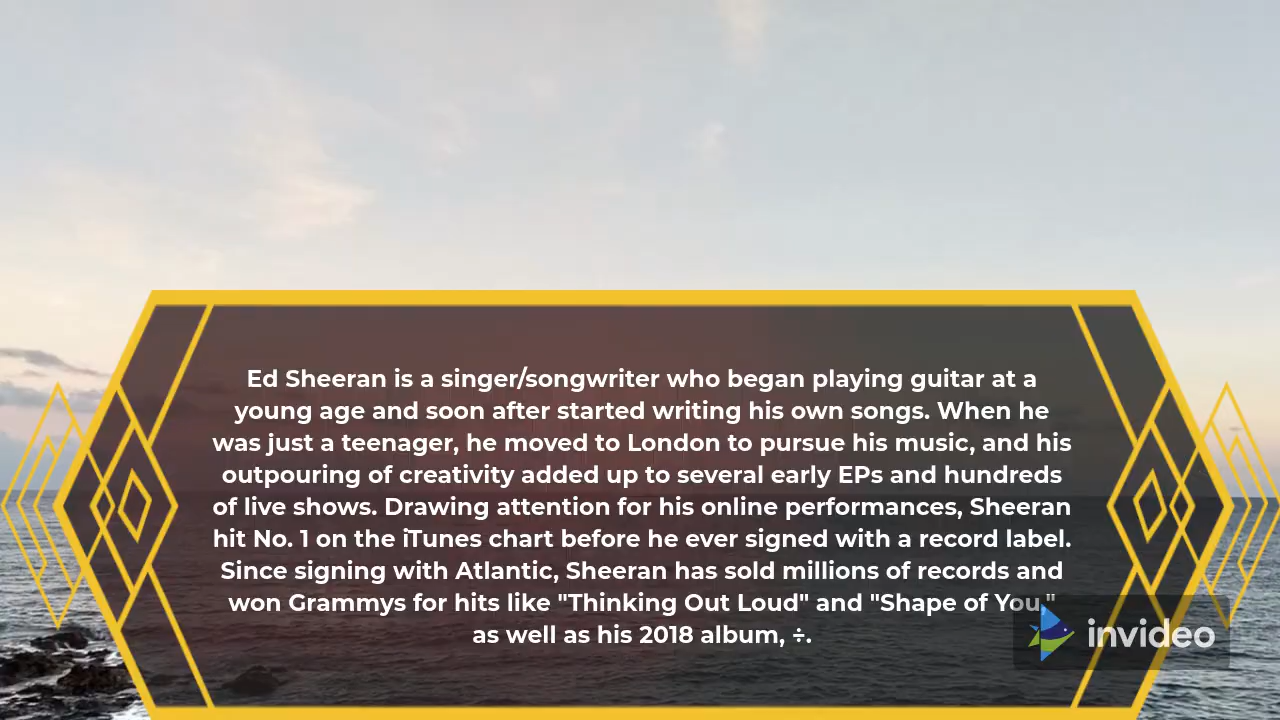 Ed Sheeran is a singer/songwriter who began playing guitar at a
young age and soon after started writing his own songs. When he
was just a teenager, he moved to London to pursue his music, and his
outpouring of creativity added up to several early EPs and hundreds
of live shows. Drawing attention for his online performances, Sheeran
hit No. 1 on the iTunes chart before he ever signed with a record label.
Since signing with Atlantic, Sheeran has sold millions of records and
won Grammys for hits like "Thinking Out Loud" and "Shape of You,"
as well as his 2018 album, ÷.
invideo